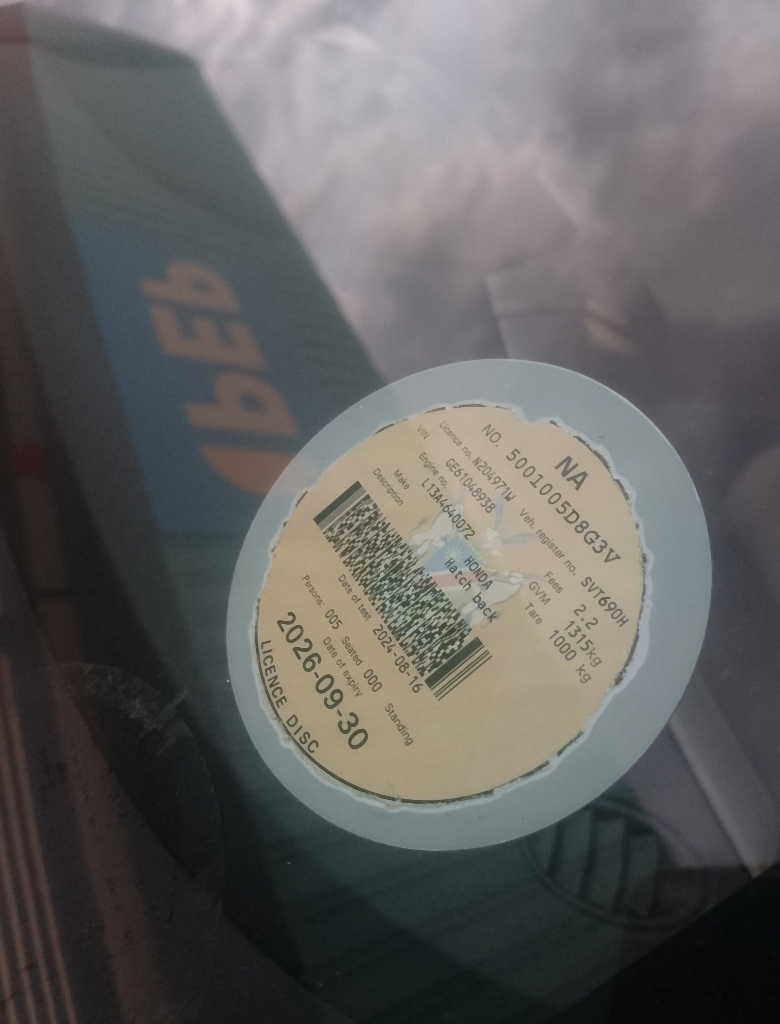 NA
NO. 5001005D8G3V
Licence no. N204971W Veh. register no. SVT690H
VIN GE61048938 Fees 2.2
Engine no. L13A4640072 GVM 1315kg
Make HONDA Tare 1000 kg
Description Hatch back
Date of test 2024-08-16
Persons: 005 Seated 000 Standing
Date of expiry
2026-09-30
LICENCE DISC